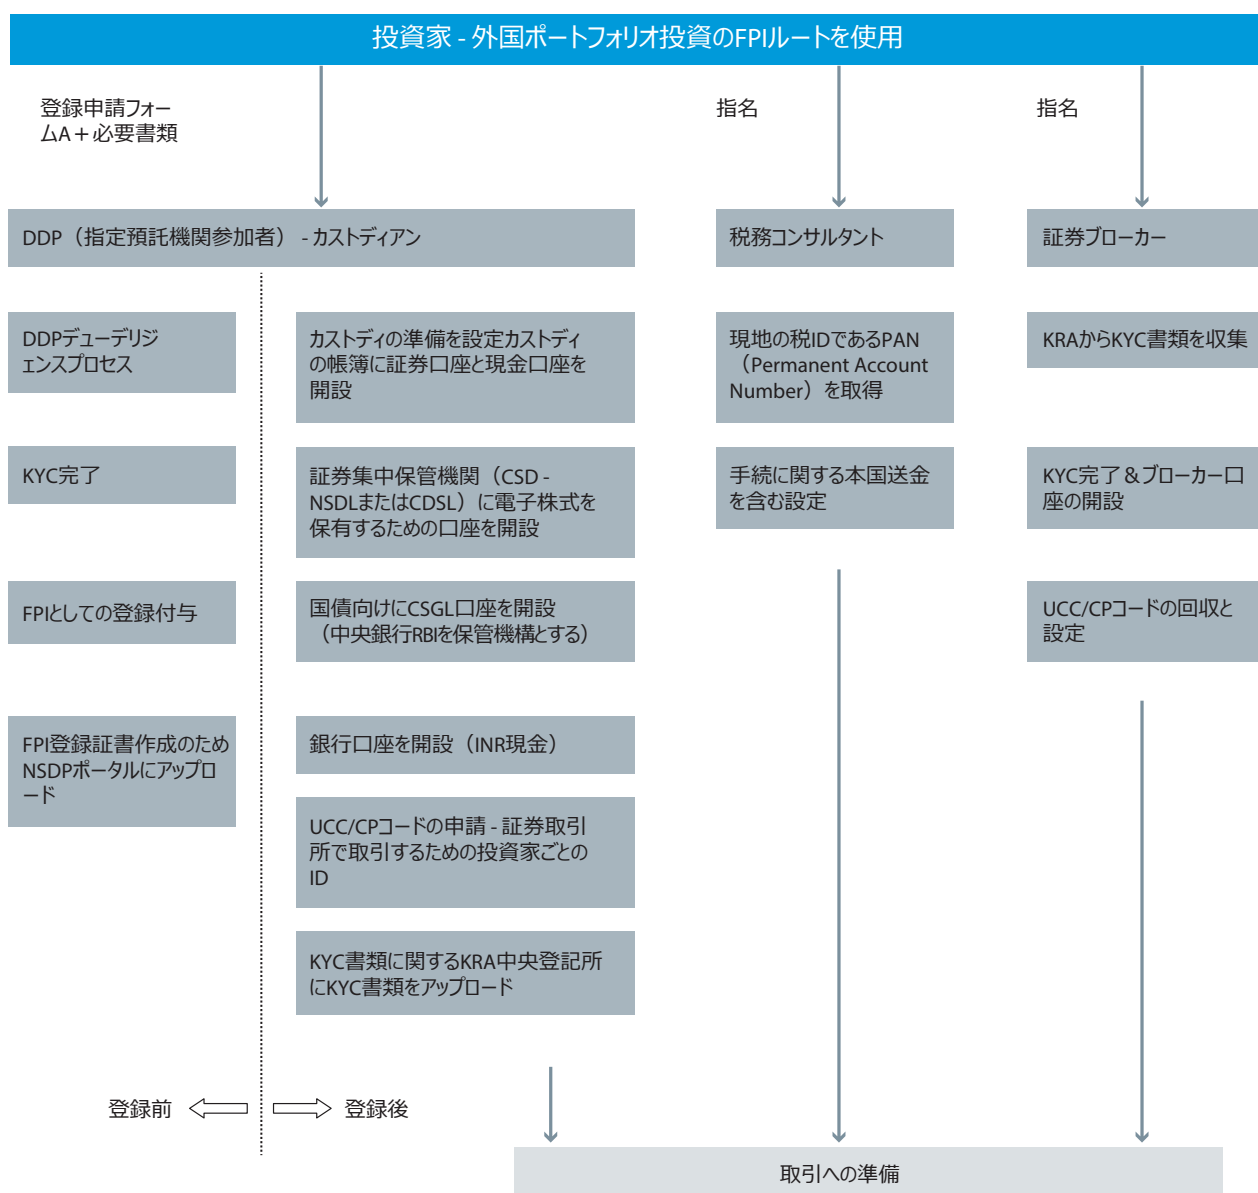 投資家 - 外国ポートフォリオ投資のFPIルートを使用
登録申請フォー
ムA＋必要書類
指名
指名
DDP（指定預託機関参加者） - カストディアン
税務コンサルタント
証券ブローカー
DDPデューデリジ
ェンスプロセス
カストディの準備を設定カストディ
の帳簿に証券口座と現金口座を
開設
現地の税IDであるPAN
（Permanent Account
Number）を取得
KRAからKYC書類を収集
KYC完了
証券集中保管機関（CSD -
NSDLまたはCDSL）に電子株式を
保有するための口座を開設
手続に関する本国送金
を含む設定
KYC完了＆ブローカー口
座の開設
FPIとしての登録付与
国債向けにCSGL口座を開設
（中央銀行RBIを保管機構とする）
UCC/CPコードの回収と
設定
FPI登録証書作成のため
NSDPポータルにアップロ
ード
銀行口座を開設（INR現金）
UCC/CPコードの申請 - 証券取引
所で取引するための投資家ごとの
ID
KYC書類に関するKRA中央登記所
にKYC書類をアップロード
登録前
登録後
取引への準備